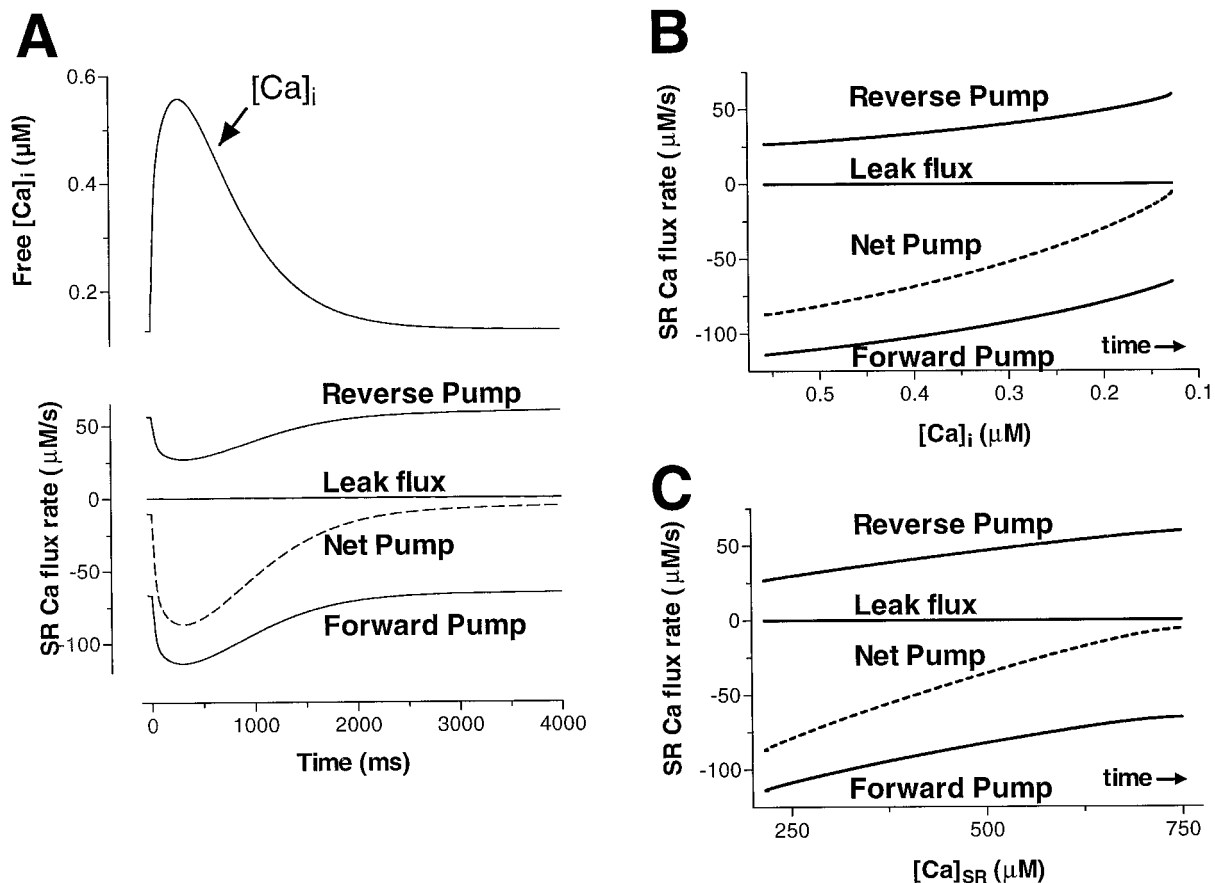 A
[Ca]i
Free [Ca]i (µM)
0.6
0.4
0.2
SR Ca flux rate (µM/s)
50
0
-50
-100
Reverse Pump
Leak flux
Net Pump
Forward Pump
0
1000
2000
3000
4000
Time (ms)
B
SR Ca flux rate (µM/s)
50
0
-50
-100
Reverse Pump
Leak flux
Net Pump
Forward Pump
time
0.5
0.4
0.3
0.2
0.1
[Ca]i (µM)
C
SR Ca flux rate (µM/s)
50
0
-50
-100
Reverse Pump
Leak flux
Net Pump
Forward Pump
time
250
500
750
[Ca]SR (µM)